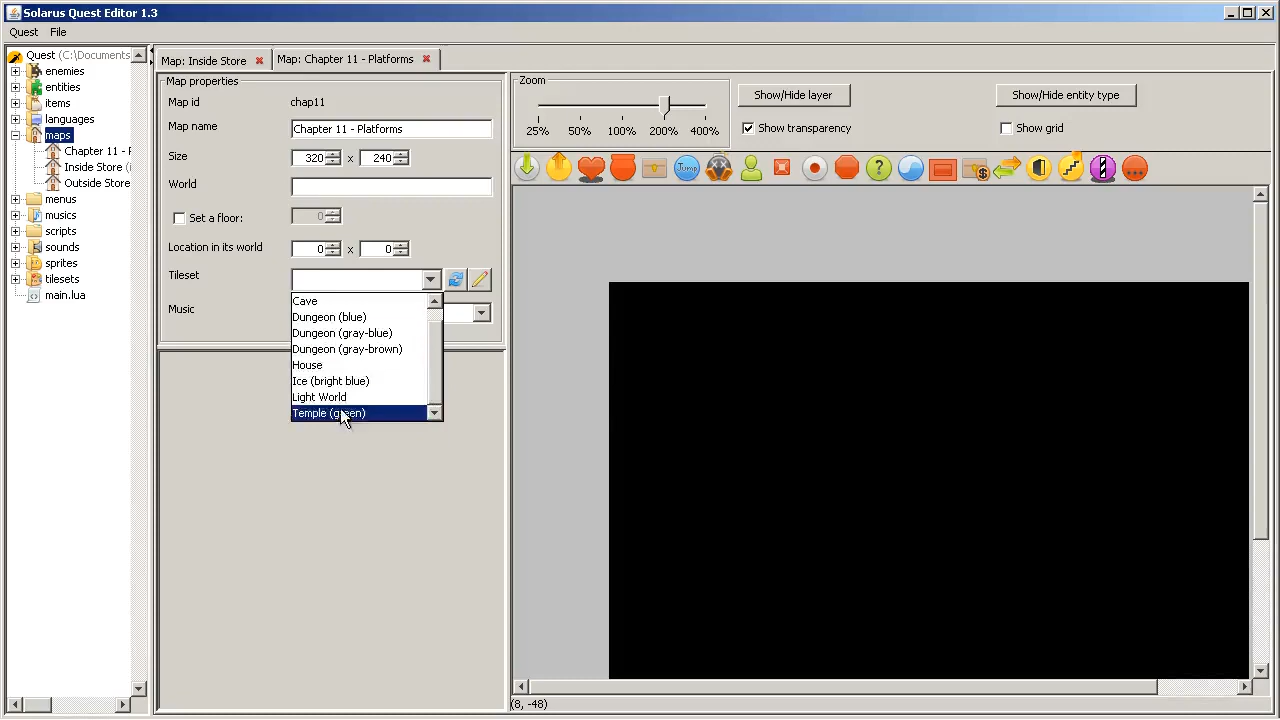 Solarus Quest Editor 1.3
Quest File
Quest (C:\Documents
enemies
entities
items
languages
maps
Chapter 11 - F
Inside Store (
Outside Store
menus
musics
scripts
sounds
sprites
tilesets
main.lua
Map: Inside Store
Map: Chapter 11 - Platforms
Map properties
Map id chap11
Map name Chapter 11 - Platforms
Size 320 x 240
World
Set a floor: 0
Location in its world 0 x 0
Tileset
Music
Cave
Dungeon (blue)
Dungeon (gray-blue)
Dungeon (gray-brown)
House
Ice (bright blue)
Light World
Temple (green)
Zoom
25% 50% 100% 200% 400%
Show/Hide layer
Show/Hide entity type
Show transparency
Show grid
Jump
?
$
(8, -48)